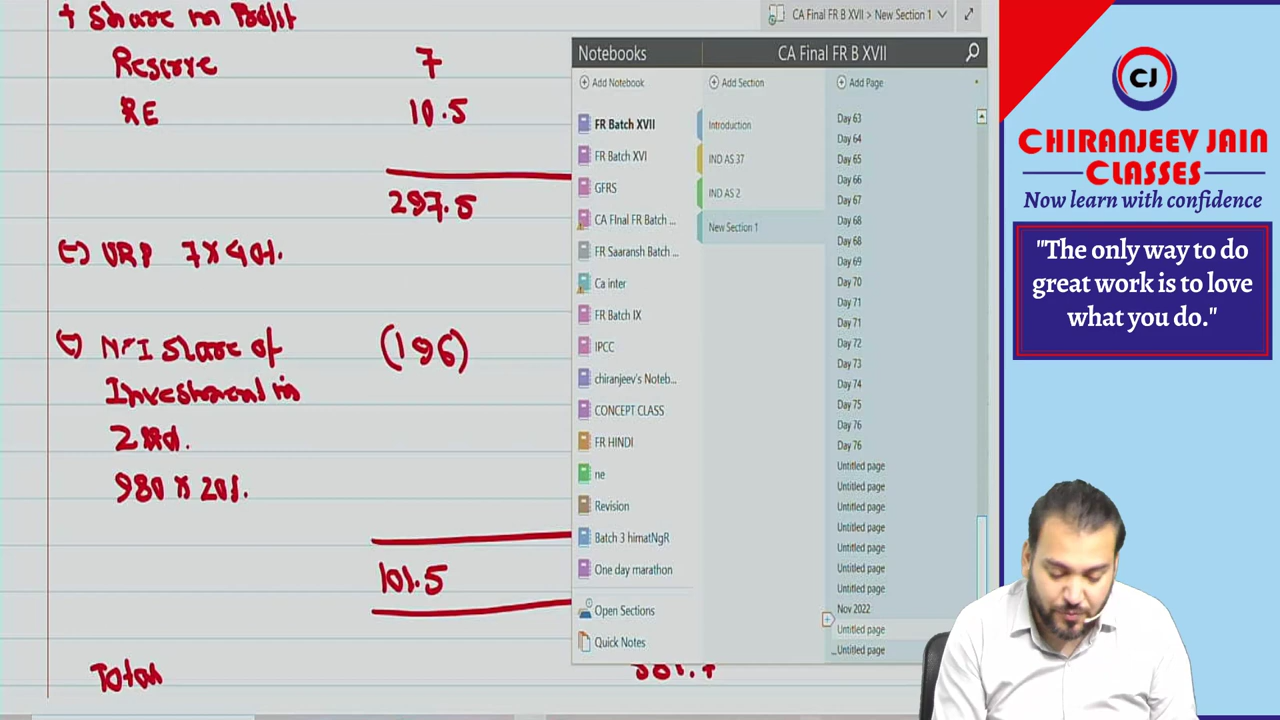 + Share in Profit
Reserve 7
RE 10.5
297.5
(-) URP 7 x 40%.
(-) NCI Share of (196)
Investment in
Z ltd.
980 x 20%.
101.5
Total
CA Final FR B XVII > New Section 1
Notebooks
CA Final FR B XVII
Add Notebook
Add Section
Add Page
FR Batch XVII
FR Batch XVI
GFRS
CA FInal FR Batch ...
FR Saaransh Batch ...
Ca inter
FR Batch IX
IPCC
chiranjeev's Noteb...
CONCEPT CLASS
FR HINDI
ne
Revision
Batch 3 himatNgR
One day marathon
Open Sections
Quick Notes
Introduction
IND AS 37
IND AS 2
New Section 1
Day 63
Day 64
Day 65
Day 66
Day 67
Day 68
Day 68
Day 69
Day 70
Day 71
Day 71
Day 72
Day 73
Day 74
Day 75
Day 76
Day 76
Untitled page
Untitled page
Untitled page
Untitled page
Untitled page
Untitled page
Untitled page
Nov 2022
Untitled page
Untitled page
CJ
CHIRANJEEV JAIN
CLASSES
Now learn with confidence
"The only way to do
great work is to love
what you do."